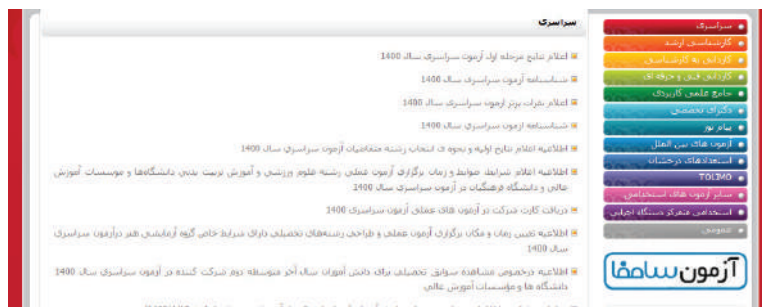 سراسری
اعلام نتایج مرحله اول آزمون سراسری سال 1400
شناسنامه آزمون سراسری سال 1400
اعلام نفرات برتر آزمون سراسری سال 1400
شناسنامه آزمون سراسری سال 1400
اطلاعیه اعلام نتایج اولیه و نحوه ی انتخاب رشته متقاضیان آزمون سراسری سال 1400
اطلاعیه اعلام شرایط، ضوابط و زمان برگزاری آزمون عملی رشته علوم ورزشی و آموزش تربیت بدنی دانشگاهها و موسسات آموزش
عالی و دانشگاه فرهنگیان در آزمون سراسری سال 1400
دریافت کارت شرکت در آزمون های عملی آزمون سراسری 1400
اطلاعیه تعیین زمان و مکان برگزاری آزمون عملی و طراحی رشته‌های تحصیلی دارای شرایط خاص گروه آزمایشی هنر درآزمون سراسری
سال 1400
اطلاعیه درخصوص مشاهده سوابق تحصیلی برای دانش آموزان سال آخر متوسطه دوم شرکت کننده در آزمون سراسری سال 1400
دانشگاه ها و مؤسسات آموزش عالی.
سراسری
کارشناسی ارشد
کاردانی به کارشناسی
کاردانی فنی و حرفه ای
جامع علمی کاربردی
دکترای تخصصی
پیام نور
آزمون های بین الملل
استعدادهای درخشان
TOLIMO
سایر آزمون های استخدامی
استخدامی متمرکز دستگاه اجرایی
عمومی
آزمون سامفا